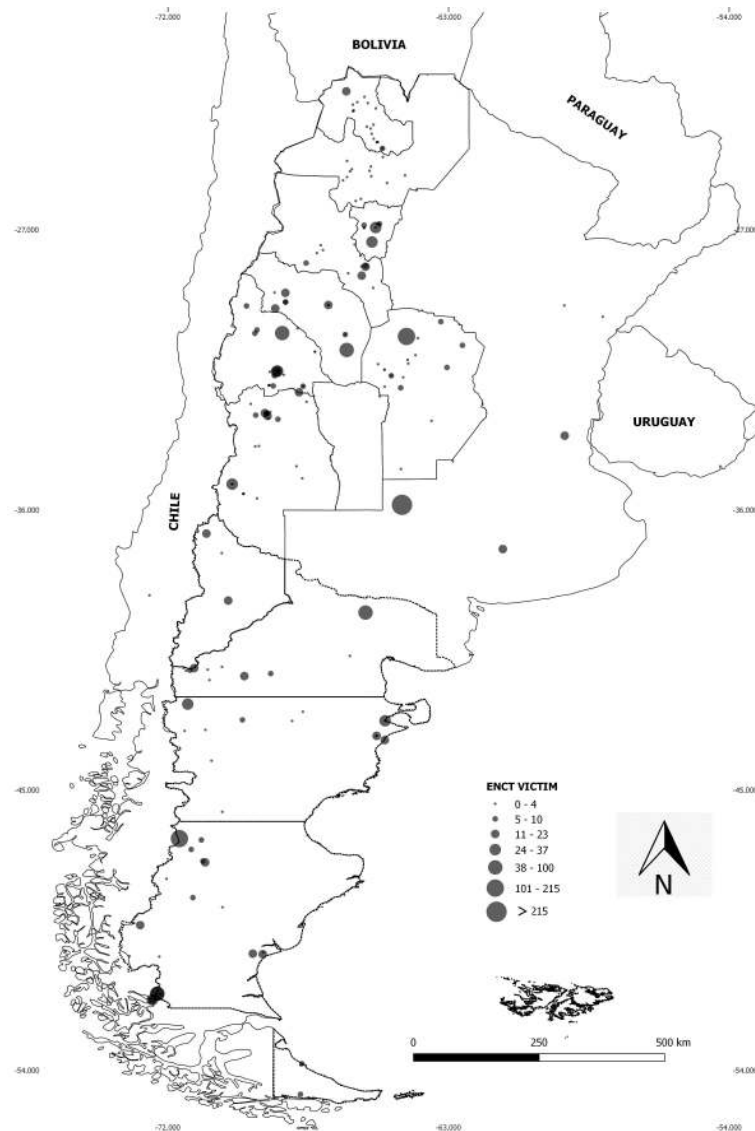 -72.000 -63.000 -54.000
BOLIVIA
PARAGUAY
-27.000 -27.000
URUGUAY
CHILE
-36.000 -36.000
-45.000 -45.000
ENCT VICTIM
0 - 4
5 - 10
11 - 23
24 - 37
38 - 100
101 - 215
> 215
N
0 250 500 km
-54.000 -54.000
-72.000 -63.000 -54.000